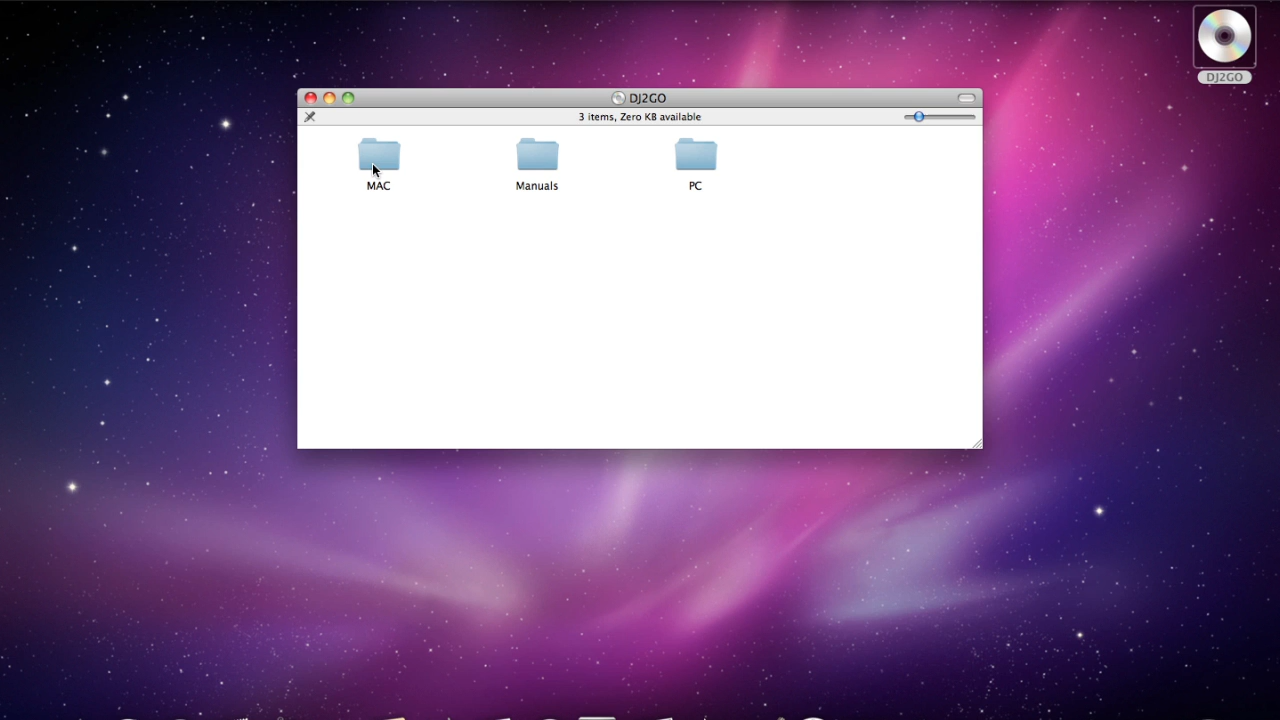 DJ2GO
DJ2GO
3 items, Zero KB available
MAC
Manuals
PC